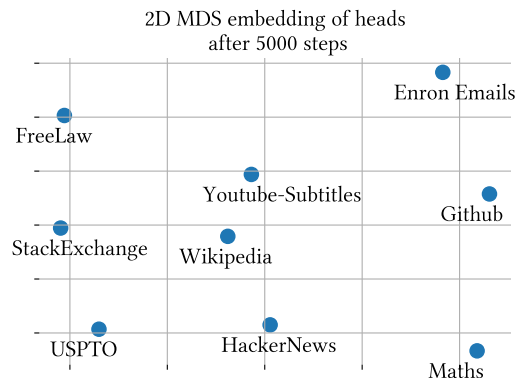 2D MDS embedding of heads
after 5000 steps
Enron Emails
FreeLaw
Youtube-Subtitles
Github
StackExchange
Wikipedia
HackerNews
USPTO
Maths